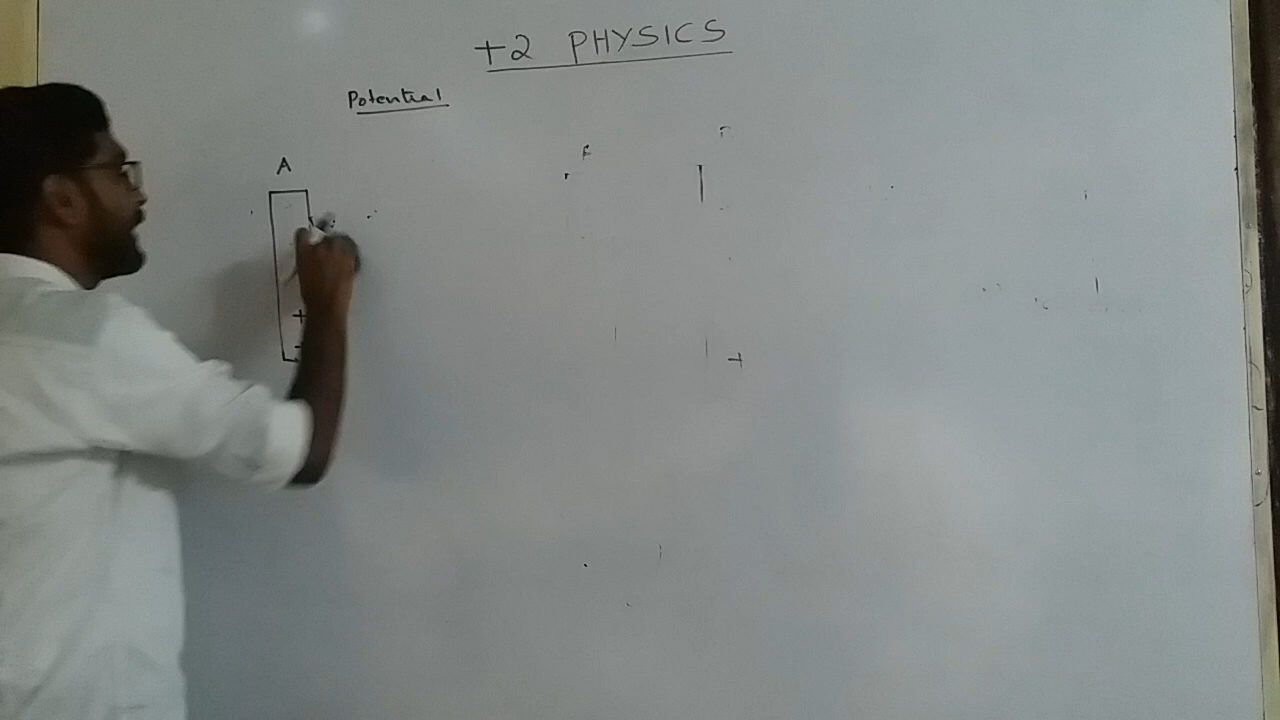 +2 PHYSICS
Potential
A
+
+